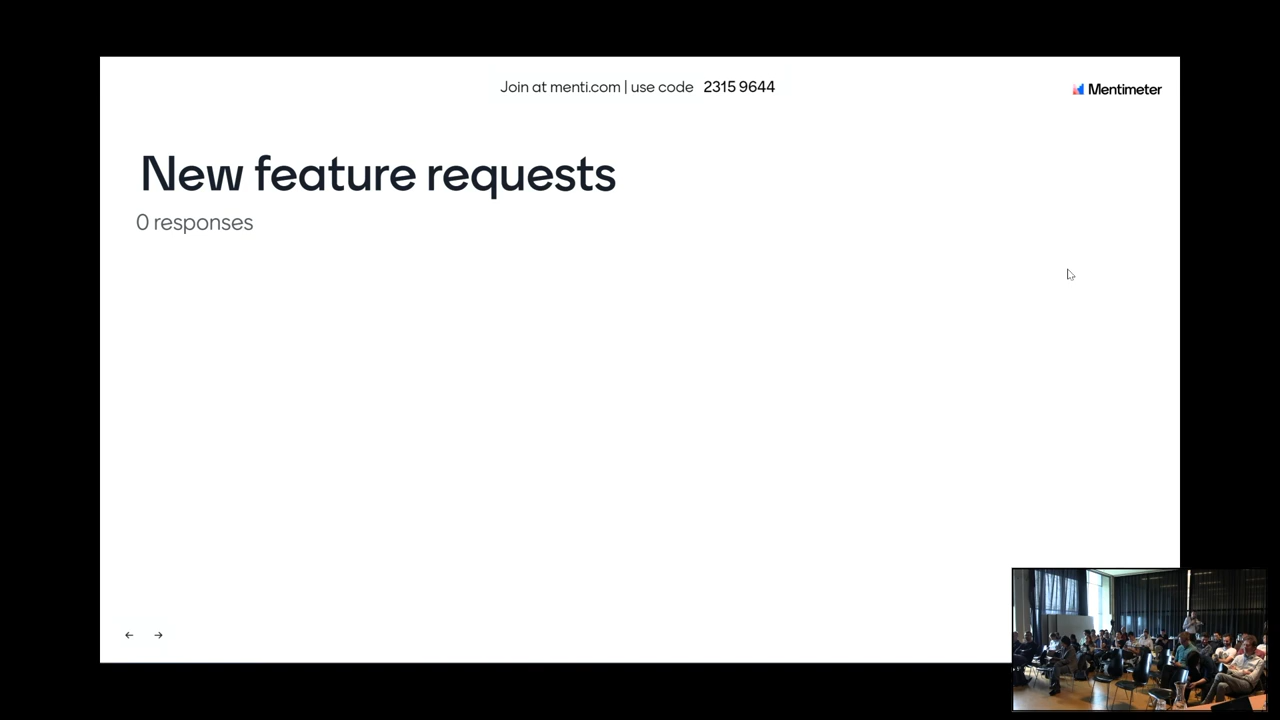 Join at menti.com | use code 2315 9644
Mentimeter
New feature requests
0 responses